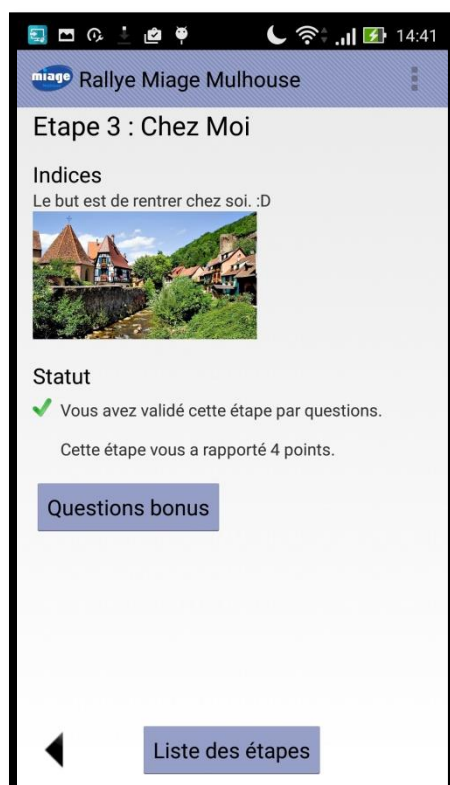 14:41
miage Rallye Miage Mulhouse
Etape 3 : Chez Moi
Indices
Le but est de rentrer chez soi. :D
Statut
Vous avez validé cette étape par questions.
Cette étape vous a rapporté 4 points.
Questions bonus
Liste des étapes